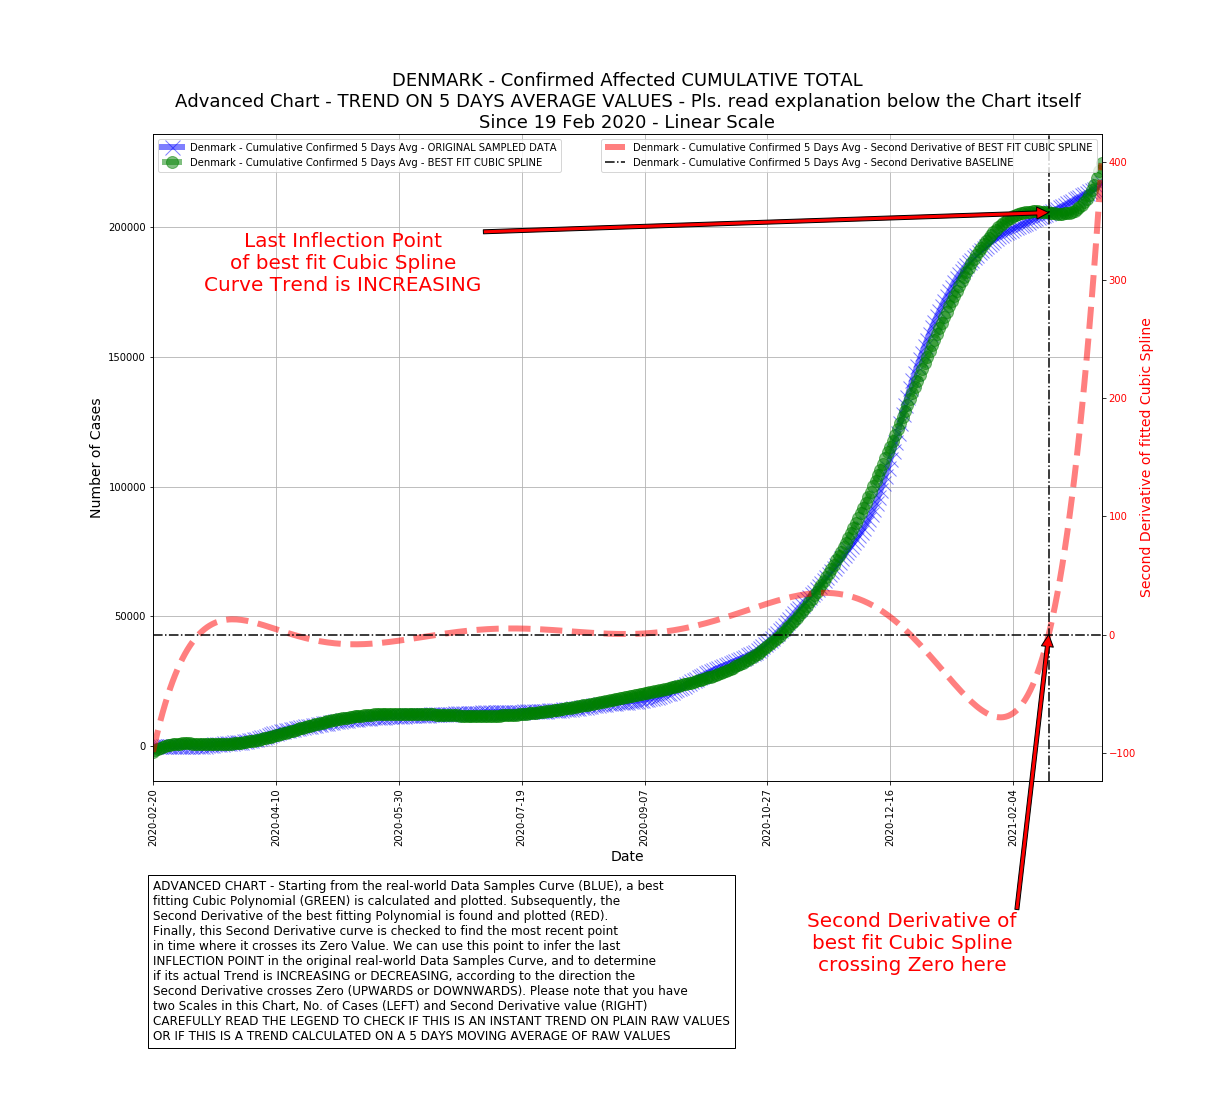 DENMARK - Confirmed Affected CUMULATIVE TOTAL
Advanced Chart - TREND ON 5 DAYS AVERAGE VALUES - Pls. read explanation below the Chart itself
Since 19 Feb 2020 - Linear Scale
Denmark - Cumulative Confirmed 5 Days Avg - ORIGINAL SAMPLED DATA
Denmark - Cumulative Confirmed 5 Days Avg - BEST FIT CUBIC SPLINE
Denmark - Cumulative Confirmed 5 Days Avg - Second Derivative of BEST FIT CUBIC SPLINE
Denmark - Cumulative Confirmed 5 Days Avg - Second Derivative BASELINE
Last Inflection Point
of best fit Cubic Spline
Curve Trend is INCREASING
Number of Cases
200000
150000
100000
50000
0
400
300
200
100
0
−100
Second Derivative of fitted Cubic Spline
2020-02-20
2020-04-10
2020-05-30
2020-07-19
2020-09-07
2020-10-27
2020-12-16
2021-02-04
Date
Second Derivative of
best fit Cubic Spline
crossing Zero here
ADVANCED CHART - Starting from the real-world Data Samples Curve (BLUE), a best
fitting Cubic Polynomial (GREEN) is calculated and plotted. Subsequently, the
Second Derivative of the best fitting Polynomial is found and plotted (RED).
Finally, this Second Derivative curve is checked to find the most recent point
in time where it crosses its Zero Value. We can use this point to infer the last
INFLECTION POINT in the original real-world Data Samples Curve, and to determine
if its actual Trend is INCREASING or DECREASING, according to the direction the
Second Derivative crosses Zero (UPWARDS or DOWNWARDS). Please note that you have
two Scales in this Chart, No. of Cases (LEFT) and Second Derivative value (RIGHT)
CAREFULLY READ THE LEGEND TO CHECK IF THIS IS AN INSTANT TREND ON PLAIN RAW VALUES
OR IF THIS IS A TREND CALCULATED ON A 5 DAYS MOVING AVERAGE OF RAW VALUES